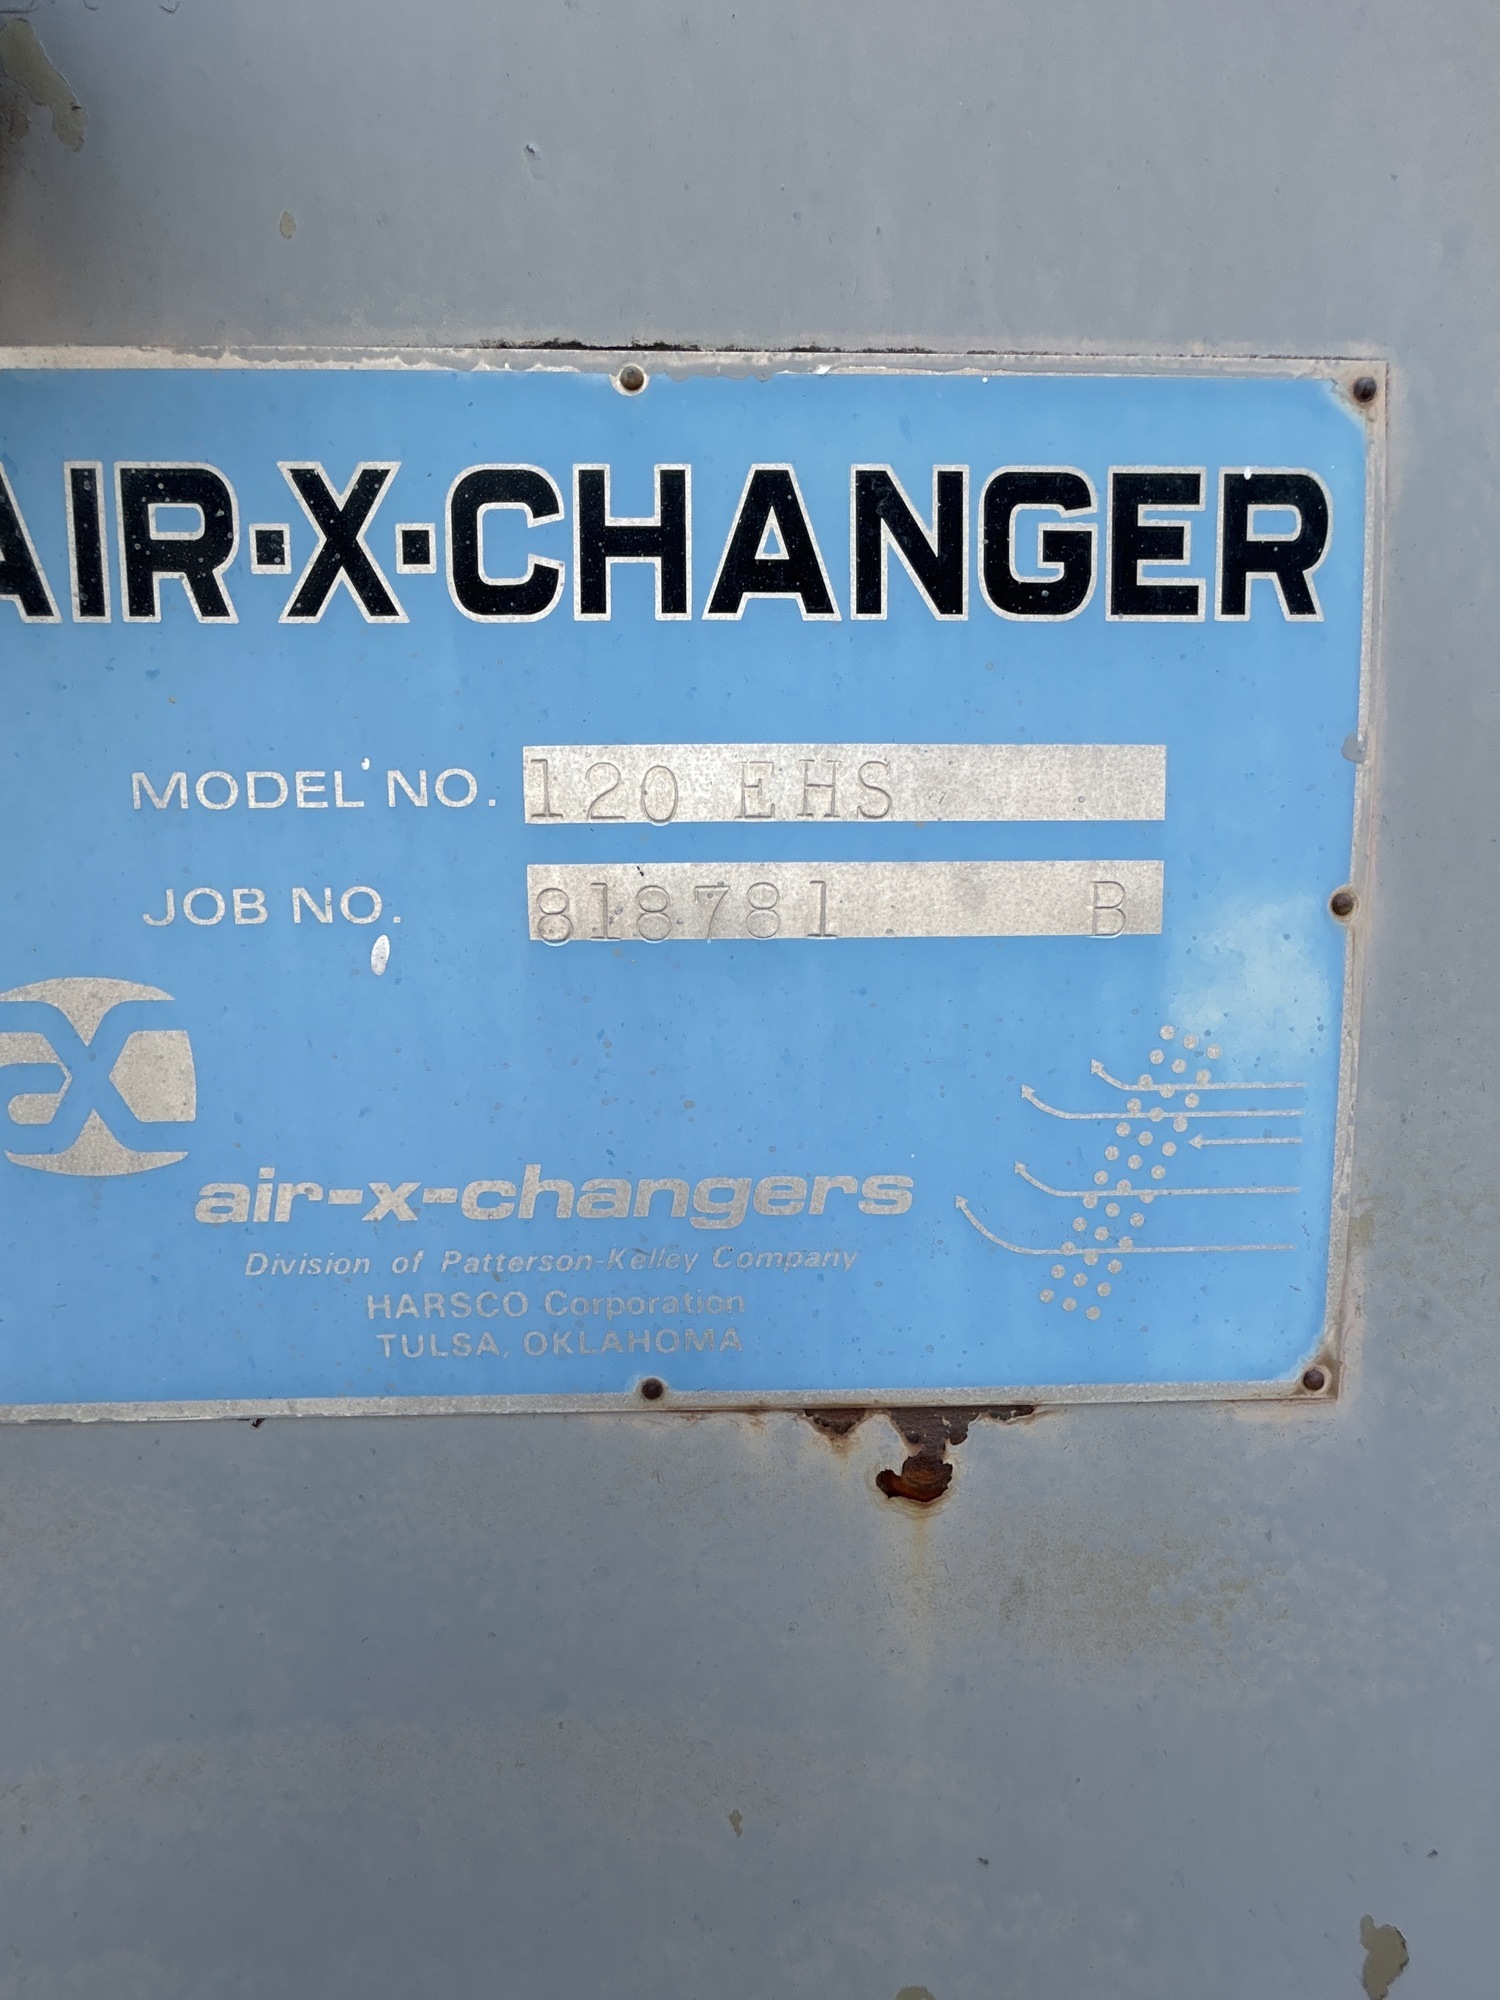 AIR·X·CHANGER
MODEL NO. 120 EHS
JOB NO. 818781 B
ax
air-x-changers
Division of Patterson-Kelley Company
HARSCO Corporation
TULSA, OKLAHOMA